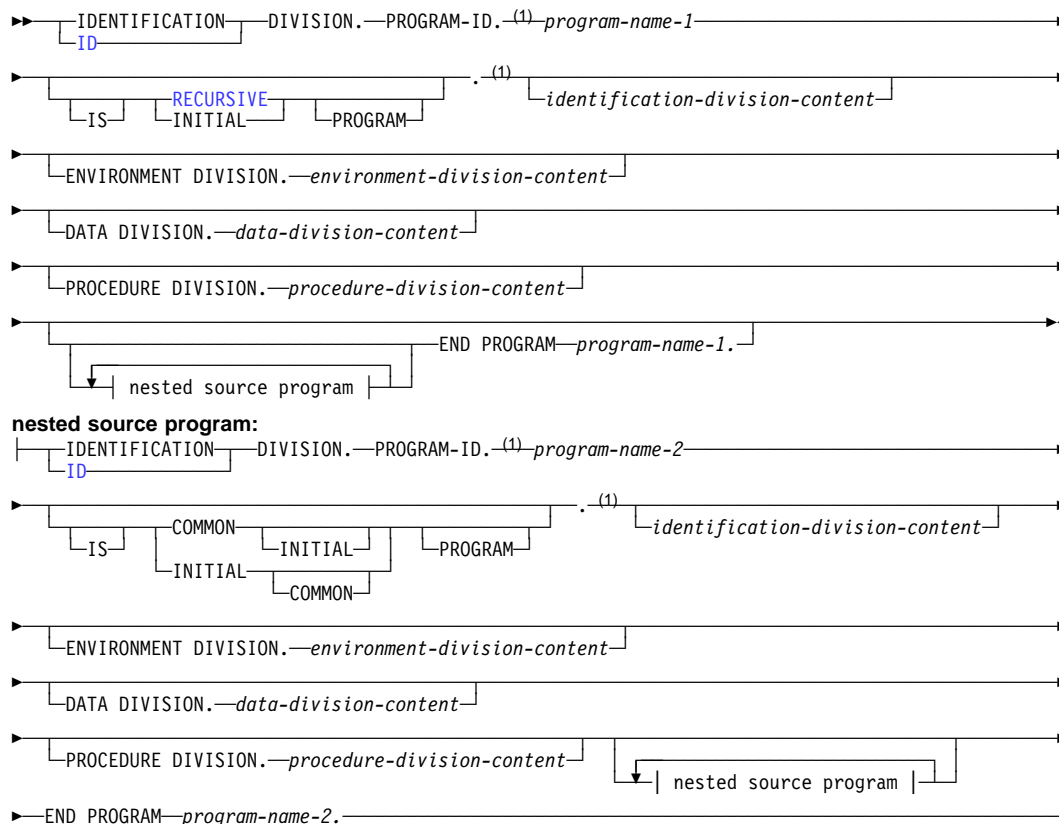 IDENTIFICATION DIVISION. PROGRAM-ID. (1) program-name-1
ID
RECURSIVE . (1) identification-division-content
IS INITIAL PROGRAM
ENVIRONMENT DIVISION. environment-division-content
DATA DIVISION. data-division-content
PROCEDURE DIVISION. procedure-division-content
END PROGRAM program-name-1.
nested source program
nested source program:
IDENTIFICATION DIVISION. PROGRAM-ID. (1) program-name-2
ID
. (1) identification-division-content
IS COMMON INITIAL PROGRAM
INITIAL COMMON
ENVIRONMENT DIVISION. environment-division-content
DATA DIVISION. data-division-content
PROCEDURE DIVISION. procedure-division-content
nested source program
END PROGRAM program-name-2.